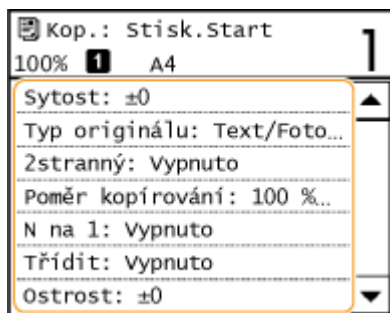 Kop.: Stisk.Start
100% 1 A4
1
Sytost: ±0
Typ originálu: Text/Foto...
2stranný: Vypnuto
Poměr kopírování: 100 %...
N na 1: Vypnuto
Třídit: Vypnuto
Ostrost: ±0